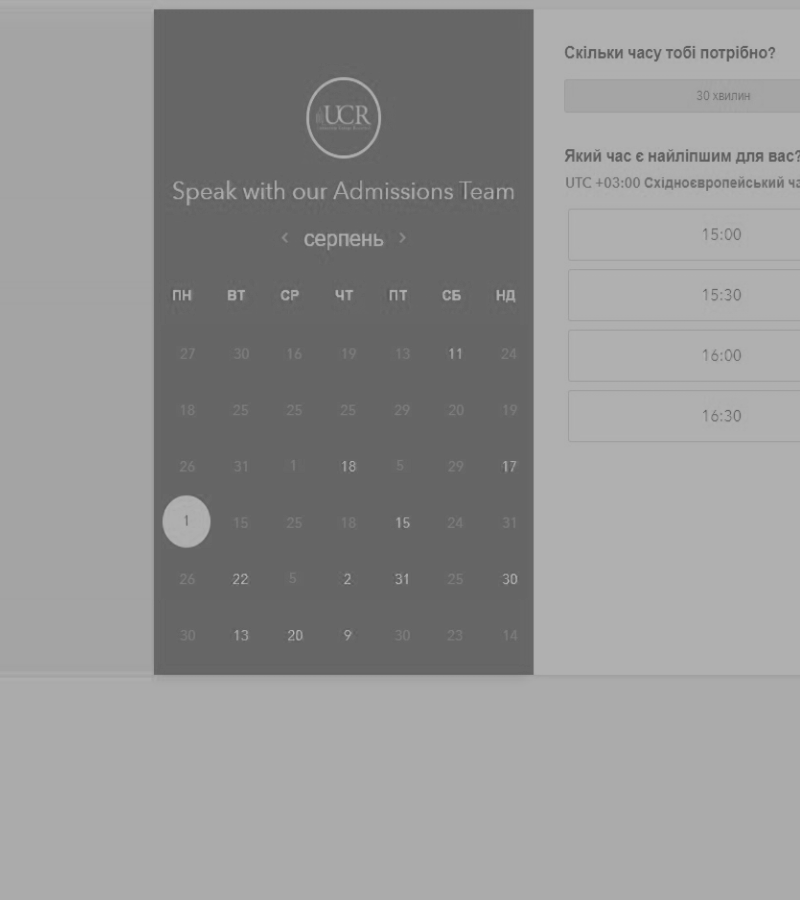 UCR
Speak with our Admissions Team
‹ серпень ›
ПН ВТ СР ЧТ ПТ СБ НД
27 30 16 19 13 11 24
18 25 25 25 29 20 19
26 31 1 18 5 29 17
1 15 25 18 15 24 31
26 22 5 2 31 25 30
30 13 20 9 30 23 14
Скільки часу тобі потрібно?
30 хвилин
Який час є найліпшим для вас?
UTC +03:00 Східноєвропейський ча
15:00
15:30
16:00
16:30